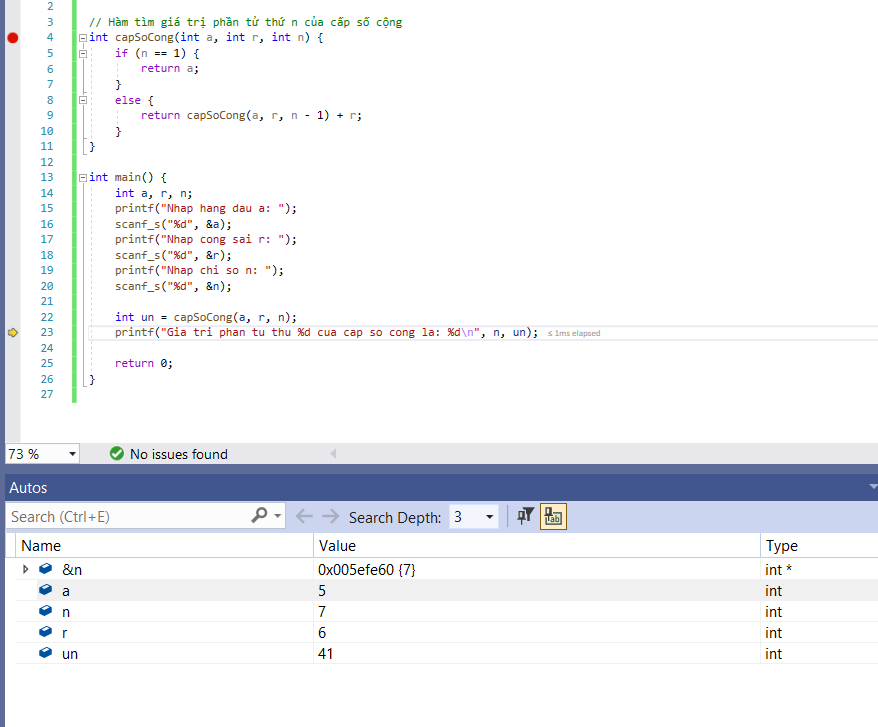 2
3 // Hàm tìm giá trị phần tử thứ n của cấp số cộng
4 int capSoCong(int a, int r, int n) {
5 if (n == 1) {
6 return a;
7 }
8 else {
9 return capSoCong(a, r, n - 1) + r;
10 }
11 }
12
13 int main() {
14 int a, r, n;
15 printf("Nhap hang dau a: ");
16 scanf_s("%d", &a);
17 printf("Nhap cong sai r: ");
18 scanf_s("%d", &r);
19 printf("Nhap chi so n: ");
20 scanf_s("%d", &n);
21
22 int un = capSoCong(a, r, n);
23 printf("Gia tri phan tu thu %d cua cap so cong la: %d\n", n, un); ≤ 1ms elapsed
24
25 return 0;
26 }
27
73 % No issues found
Autos
Search (Ctrl+E) Search Depth: 3
Name Value Type
&n 0x005efe60 {7} int *
a 5 int
n 7 int
r 6 int
un 41 int